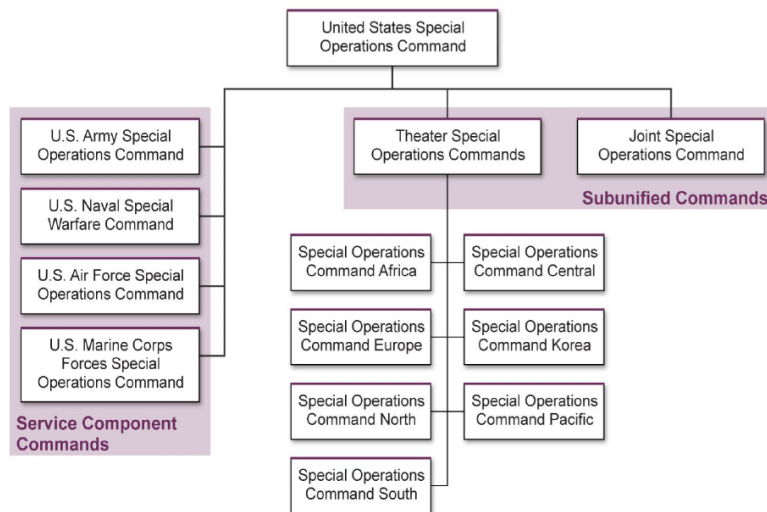 United States Special
Operations Command
U.S. Army Special
Operations Command
U.S. Naval Special
Warfare Command
U.S. Air Force Special
Operations Command
U.S. Marine Corps
Forces Special
Operations Command
Service Component
Commands
Theater Special
Operations Commands
Joint Special
Operations Command
Subunified Commands
Special Operations
Command Africa
Special Operations
Command Central
Special Operations
Command Europe
Special Operations
Command Korea
Special Operations
Command North
Special Operations
Command Pacific
Special Operations
Command South